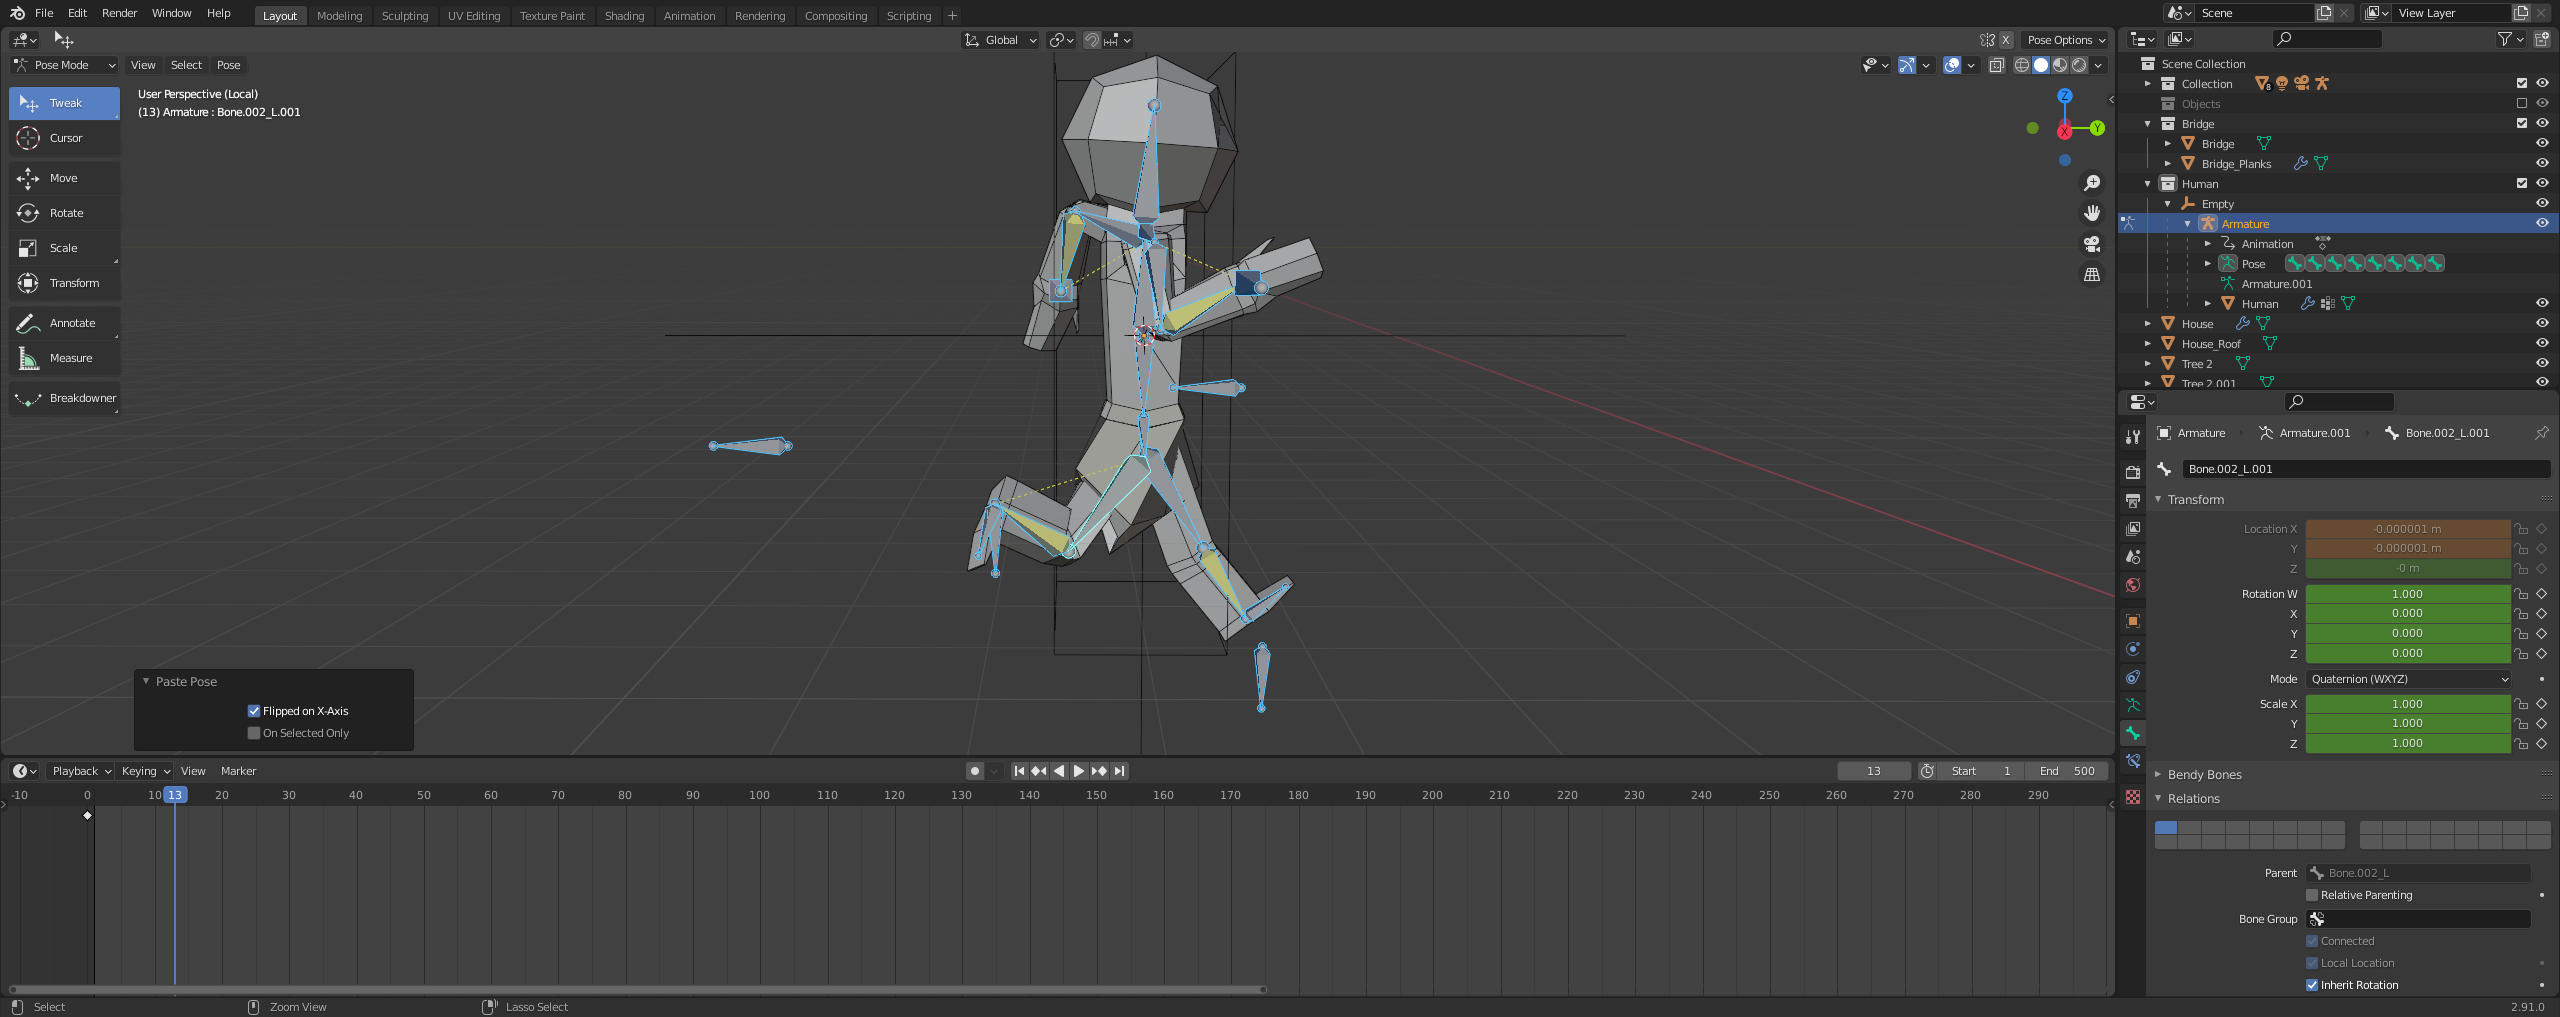 File Edit Render Window Help Layout Modeling Sculpting UV Editing Texture Paint Shading Animation Rendering Compositing Scripting + Scene View Layer
Global X Pose Options
Pose Mode View Select Pose
User Perspective (Local)
(13) Armature : Bone.002_L.001
Tweak
Cursor
Move
Rotate
Scale
Transform
Annotate
Measure
Breakdowner
Z
Y
X
Paste Pose
Flipped on X-Axis
On Selected Only
Scene Collection
Collection 8
Objects
Bridge
Bridge
Bridge_Planks
Human
Empty
Armature
Animation
Pose
Armature.001
Human
House
House_Roof
Tree 2
Tree 2.001
Armature Armature.001 Bone.002_L.001
Bone.002_L.001
Transform
Location X -0.000001 m
Y -0.000001 m
Z -0 m
Rotation W 1.000
X 0.000
Y 0.000
Z 0.000
Mode Quaternion (WXYZ)
Scale X 1.000
Y 1.000
Z 1.000
Bendy Bones
Relations
Parent Bone.002_L
Relative Parenting
Bone Group
Connected
Local Location
Inherit Rotation
Playback Keying View Marker 13 Start 1 End 500
-10 0 10 13 20 30 40 50 60 70 80 90 100 110 120 130 140 150 160 170 180 190 200 210 220 230 240 250 260 270 280 290
Select Zoom View Lasso Select 2.91.0